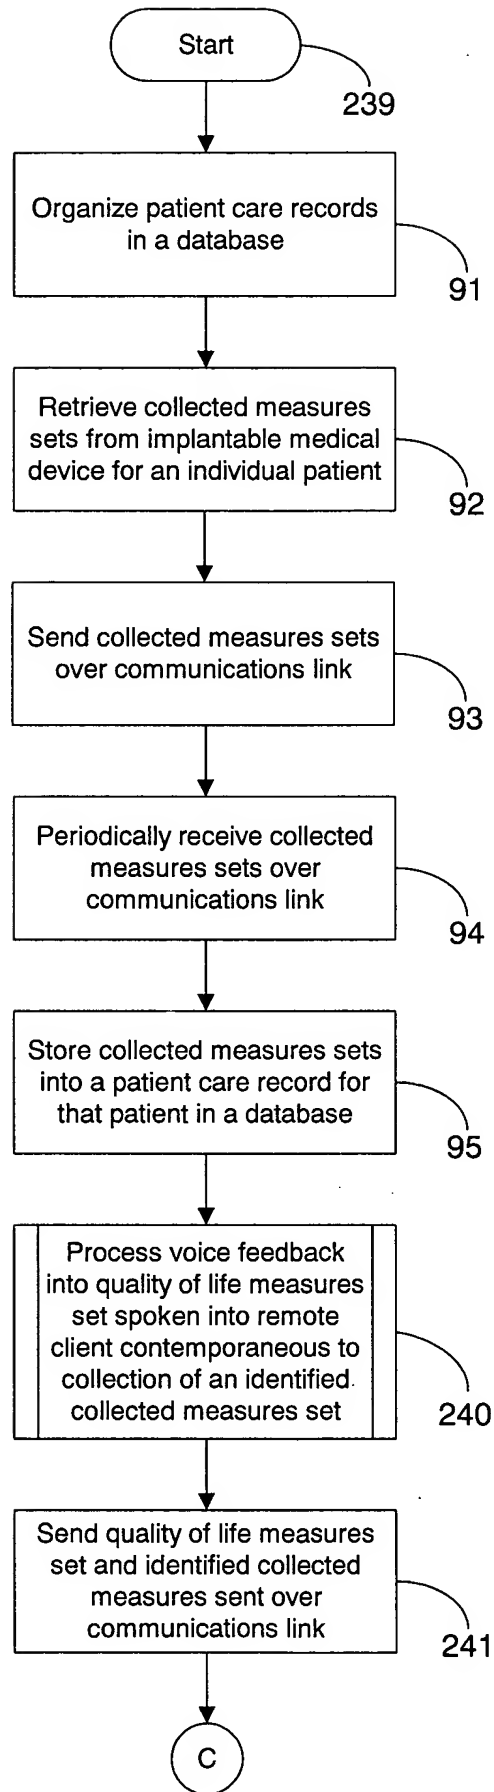 Start
239
Organize patient care records
in a database
91
Retrieve collected measures
sets from implantable medical
device for an individual patient
92
Send collected measures sets
over communications link
93
Periodically receive collected
measures sets over
communications link
94
Store collected measures sets
into a patient care record for
that patient in a database
95
Process voice feedback
into quality of life measures
set spoken into remote
client contemporaneous to
collection of an identified
collected measures set
240
Send quality of life measures
set and identified collected
measures sent over
communications link
241
C